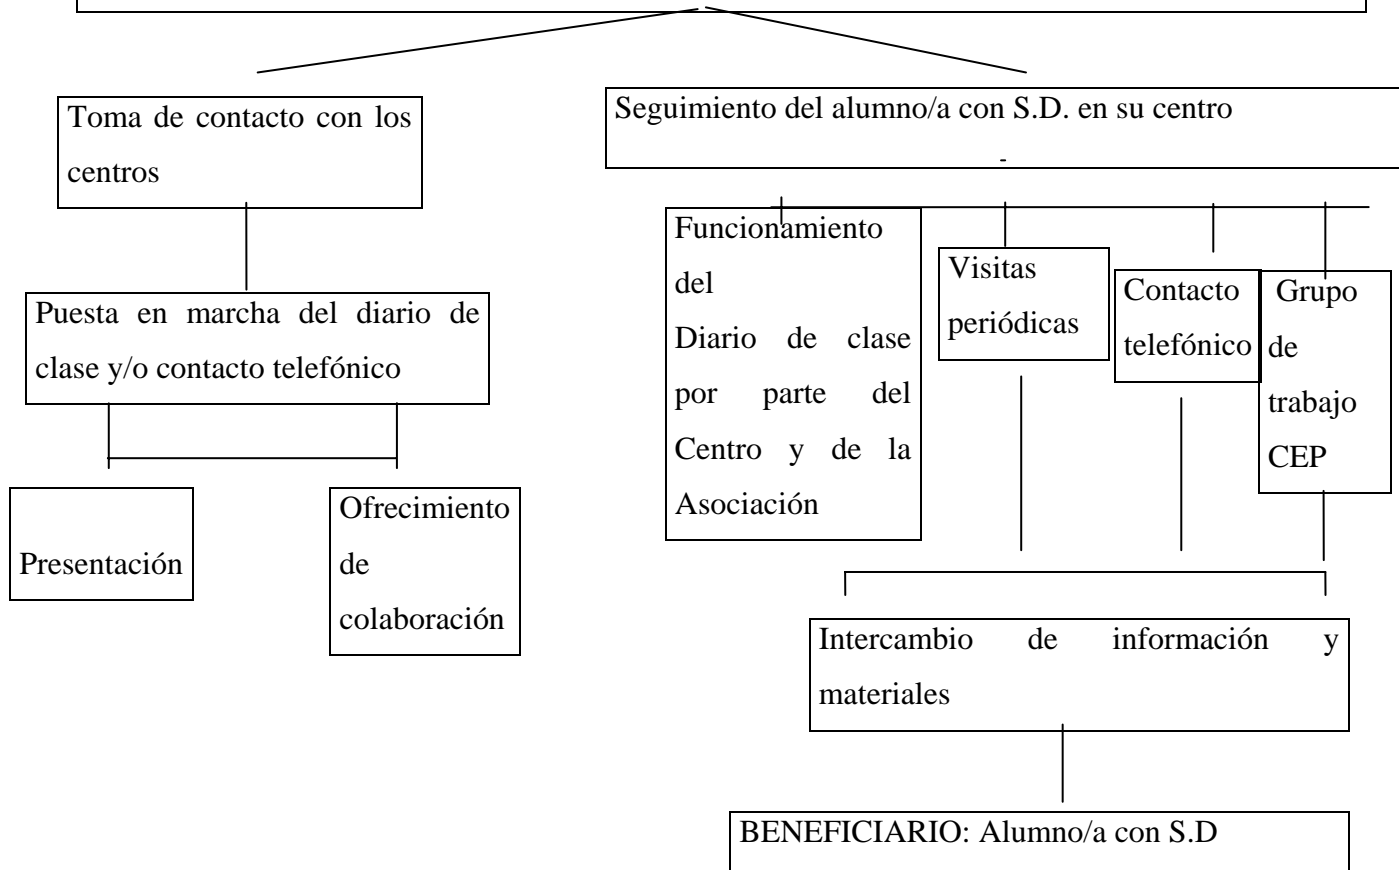 Toma de contacto con los
centros
Puesta en marcha del diario de
clase y/o contacto telefónico
Presentación
Ofrecimiento
de
colaboración
Seguimiento del alumno/a con S.D. en su centro
-
Funcionamiento
del
Diario de clase
por parte del
Centro y de la
Asociación
Visitas
periódicas
Contacto
telefónico
Grupo
de
trabajo
CEP
Intercambio de información y
materiales
BENEFICIARIO: Alumno/a con S.D